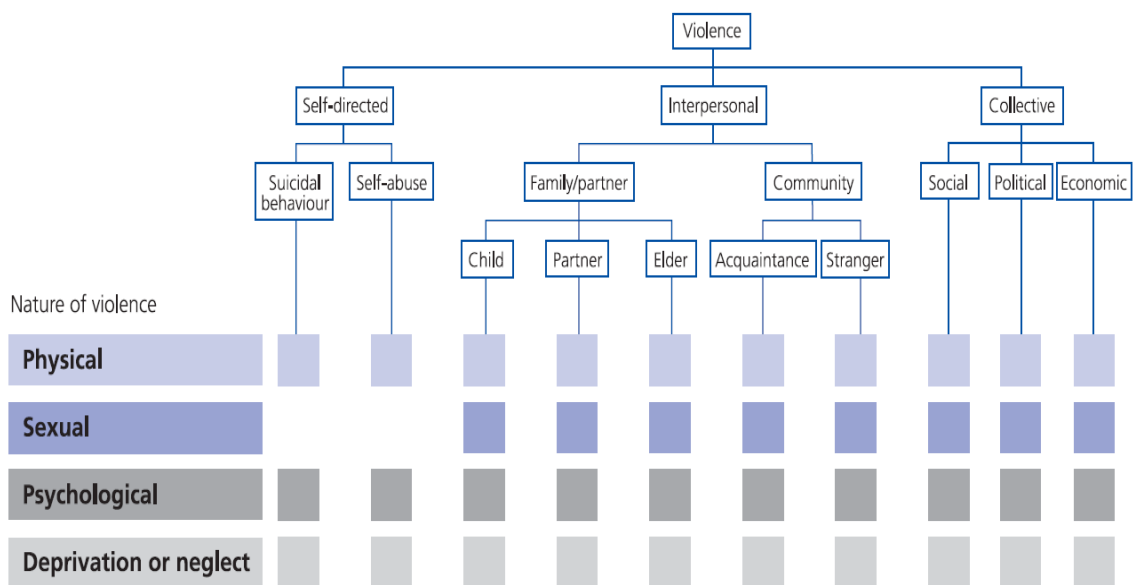 Violence
Self-directed
Interpersonal
Collective
Suicidal
behaviour
Self-abuse
Family/partner
Community
Social
Political
Economic
Child
Partner
Elder
Acquaintance
Stranger
Nature of violence
Physical
Sexual
Psychological
Deprivation or neglect